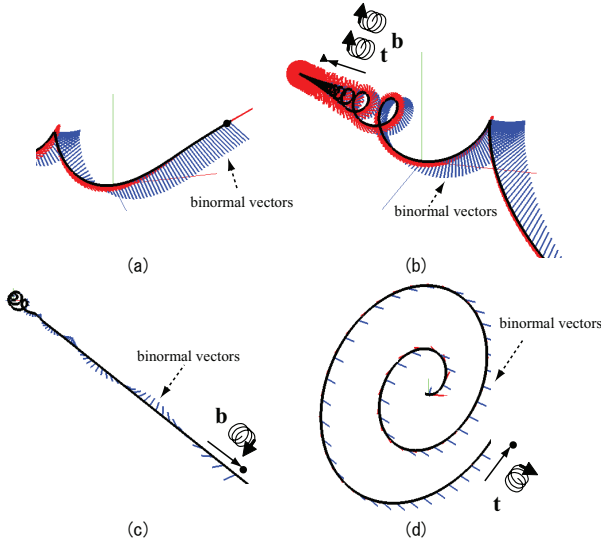 b
t
binormal vectors
binormal vectors
(a)
(b)
binormal vectors
binormal vectors
b
t
(c)
(d)